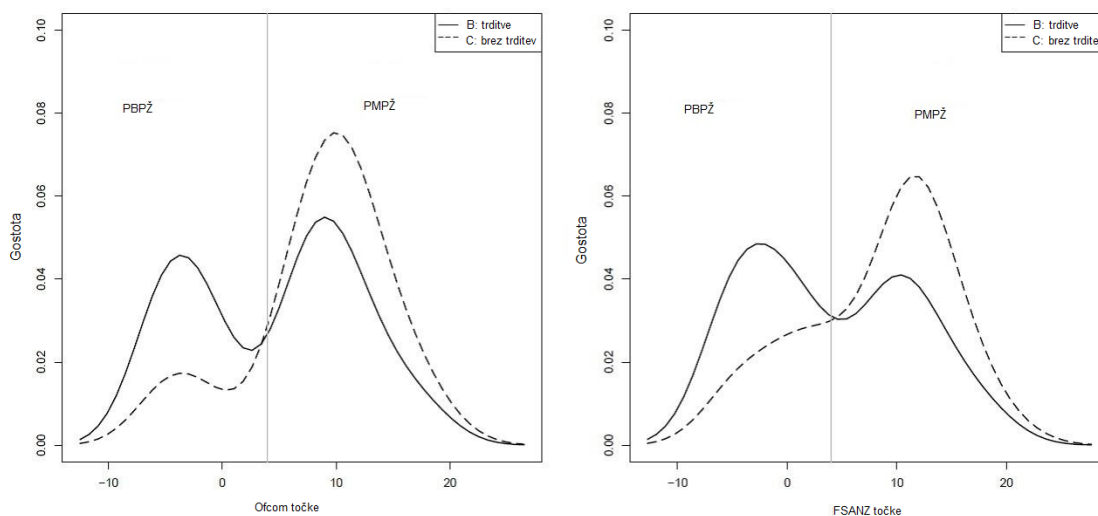 B: trditve
C: brez trditev
PBPŽ
PMPŽ
Gostota
0.00
0.02
0.04
0.06
0.08
0.10
−10
0
10
20
Ofcom točke
B: trditve
C: brez trdite
PBPŽ
PMPŽ
Gostota
0.00
0.02
0.04
0.06
0.08
0.10
−10
0
10
20
FSANZ točke